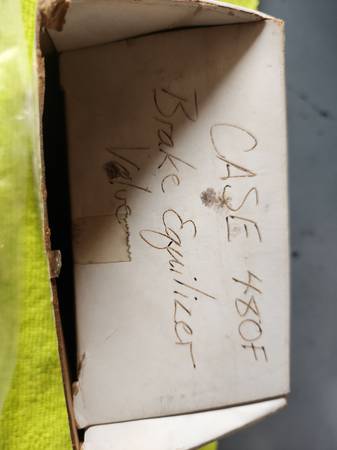 CASE 480F
Brake Equilizer
Valve